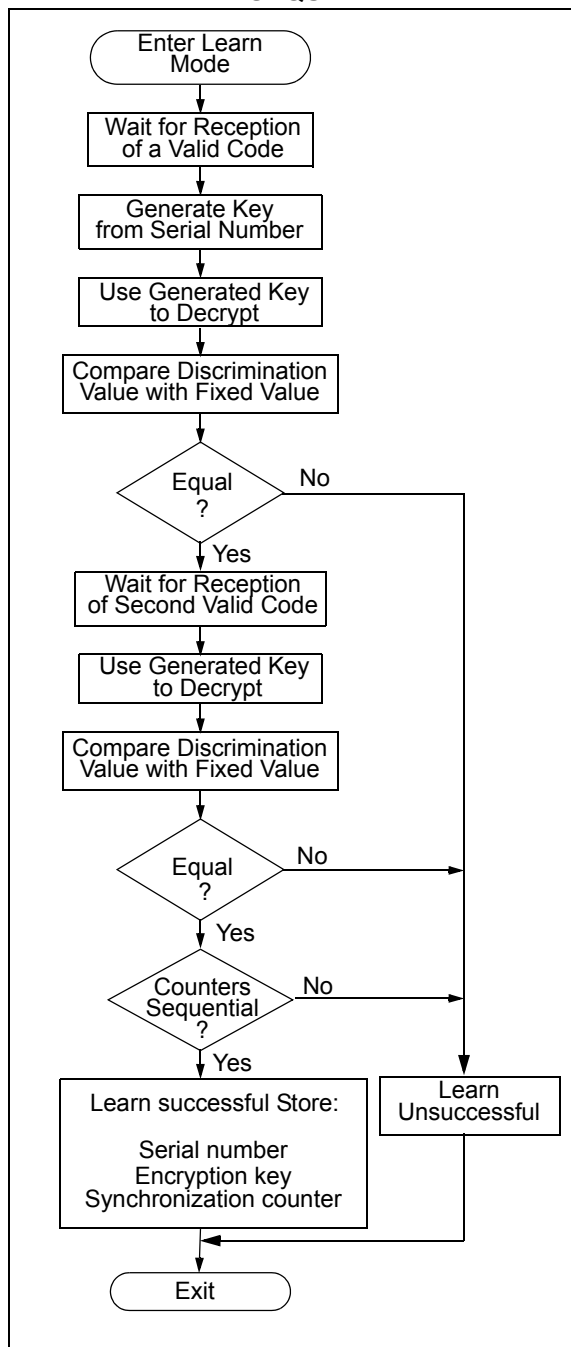 Enter Learn
Mode
Wait for Reception
of a Valid Code
Generate Key
from Serial Number
Use Generated Key
to Decrypt
Compare Discrimination
Value with Fixed Value
Equal
?
No
Yes
Wait for Reception
of Second Valid Code
Use Generated Key
to Decrypt
Compare Discrimination
Value with Fixed Value
Equal
?
No
Yes
Counters
Sequential
?
No
Yes
Learn successful Store:
Serial number
Encryption key
Synchronization counter
Learn
Unsuccessful
Exit